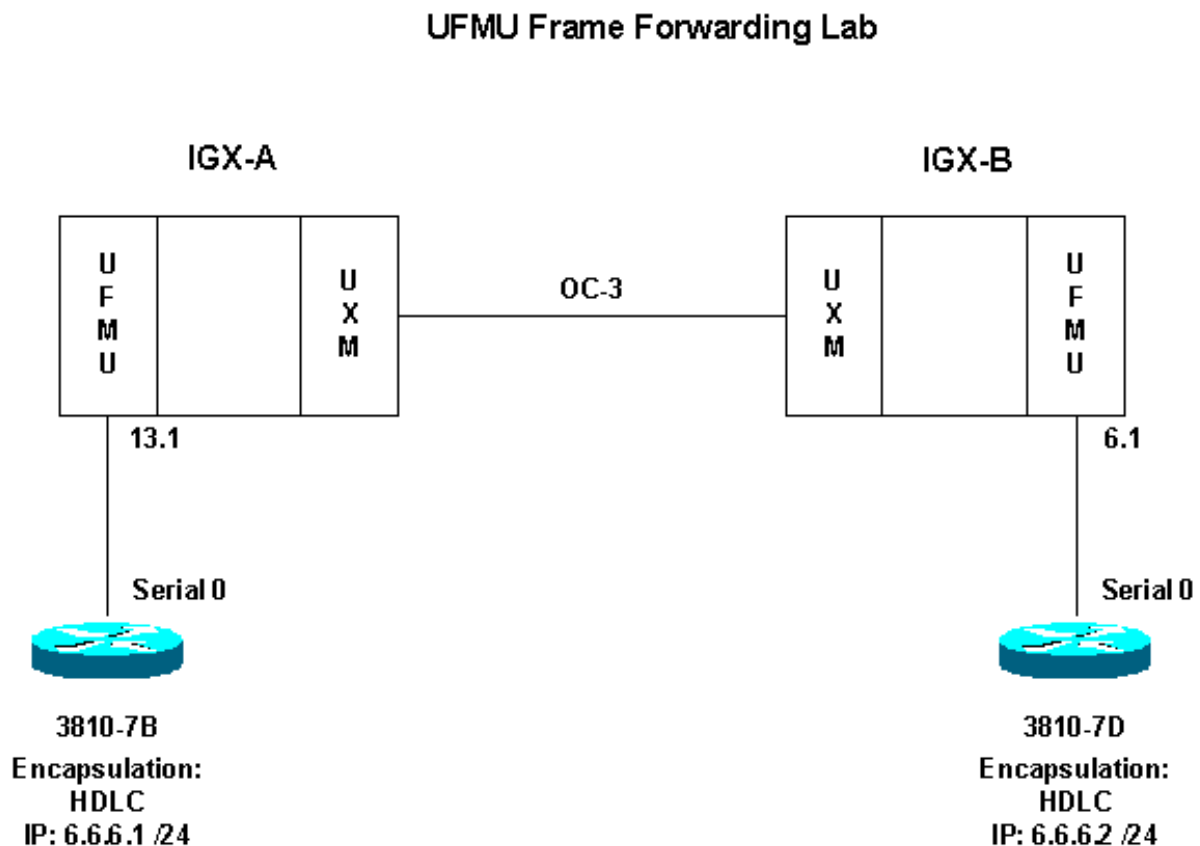 UFMU Frame Forwarding Lab
IGX-A
IGX-B
U
F
M
U
U
X
M
OC-3
U
X
M
U
F
M
U
13.1
6.1
Serial 0
Serial 0
3810-7B
Encapsulation:
HDLC
IP: 6.6.6.1 /24
3810-7D
Encapsulation:
HDLC
IP: 6.6.6.2 /24